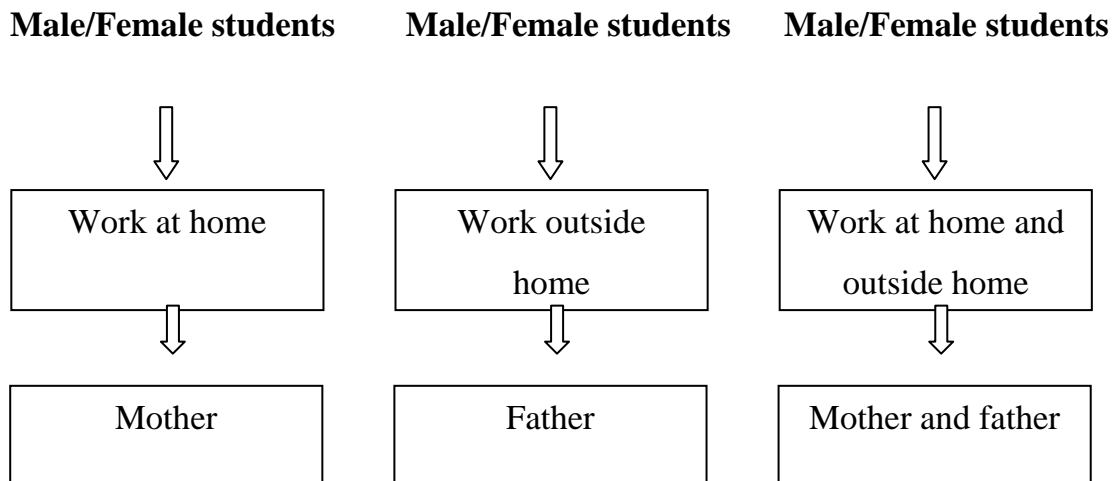 Male/Female students Male/Female students Male/Female students
Work at home
Work outside
home
Work at home and
outside home
Mother
Father
Mother and father